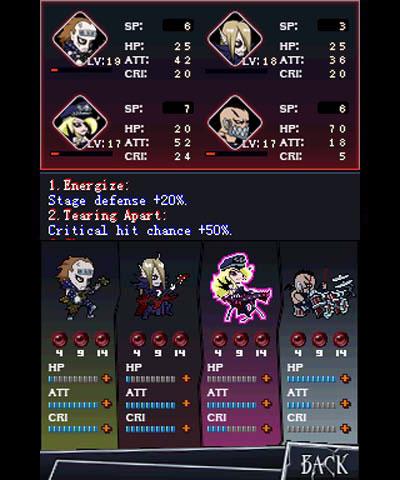 SP: 6 SP: 3
HP: 25 HP: 25
LV:19 ATT: 42 LV:18 ATT: 36
CRI: 20 CRI: 20
SP: 7 SP: 6
HP: 20 HP: 70
LV:17 ATT: 52 LV:17 ATT: 18
CRI: 24 CRI: 5
1.Energize:
Stage defense +20%.
2.Tearing Apart:
Critical hit chance +50%.
4 9 14 4 9 14 4 9 14 4 9 14
HP HP HP HP
ATT ATT ATT ATT
CRI CRI CRI CRI
BACK